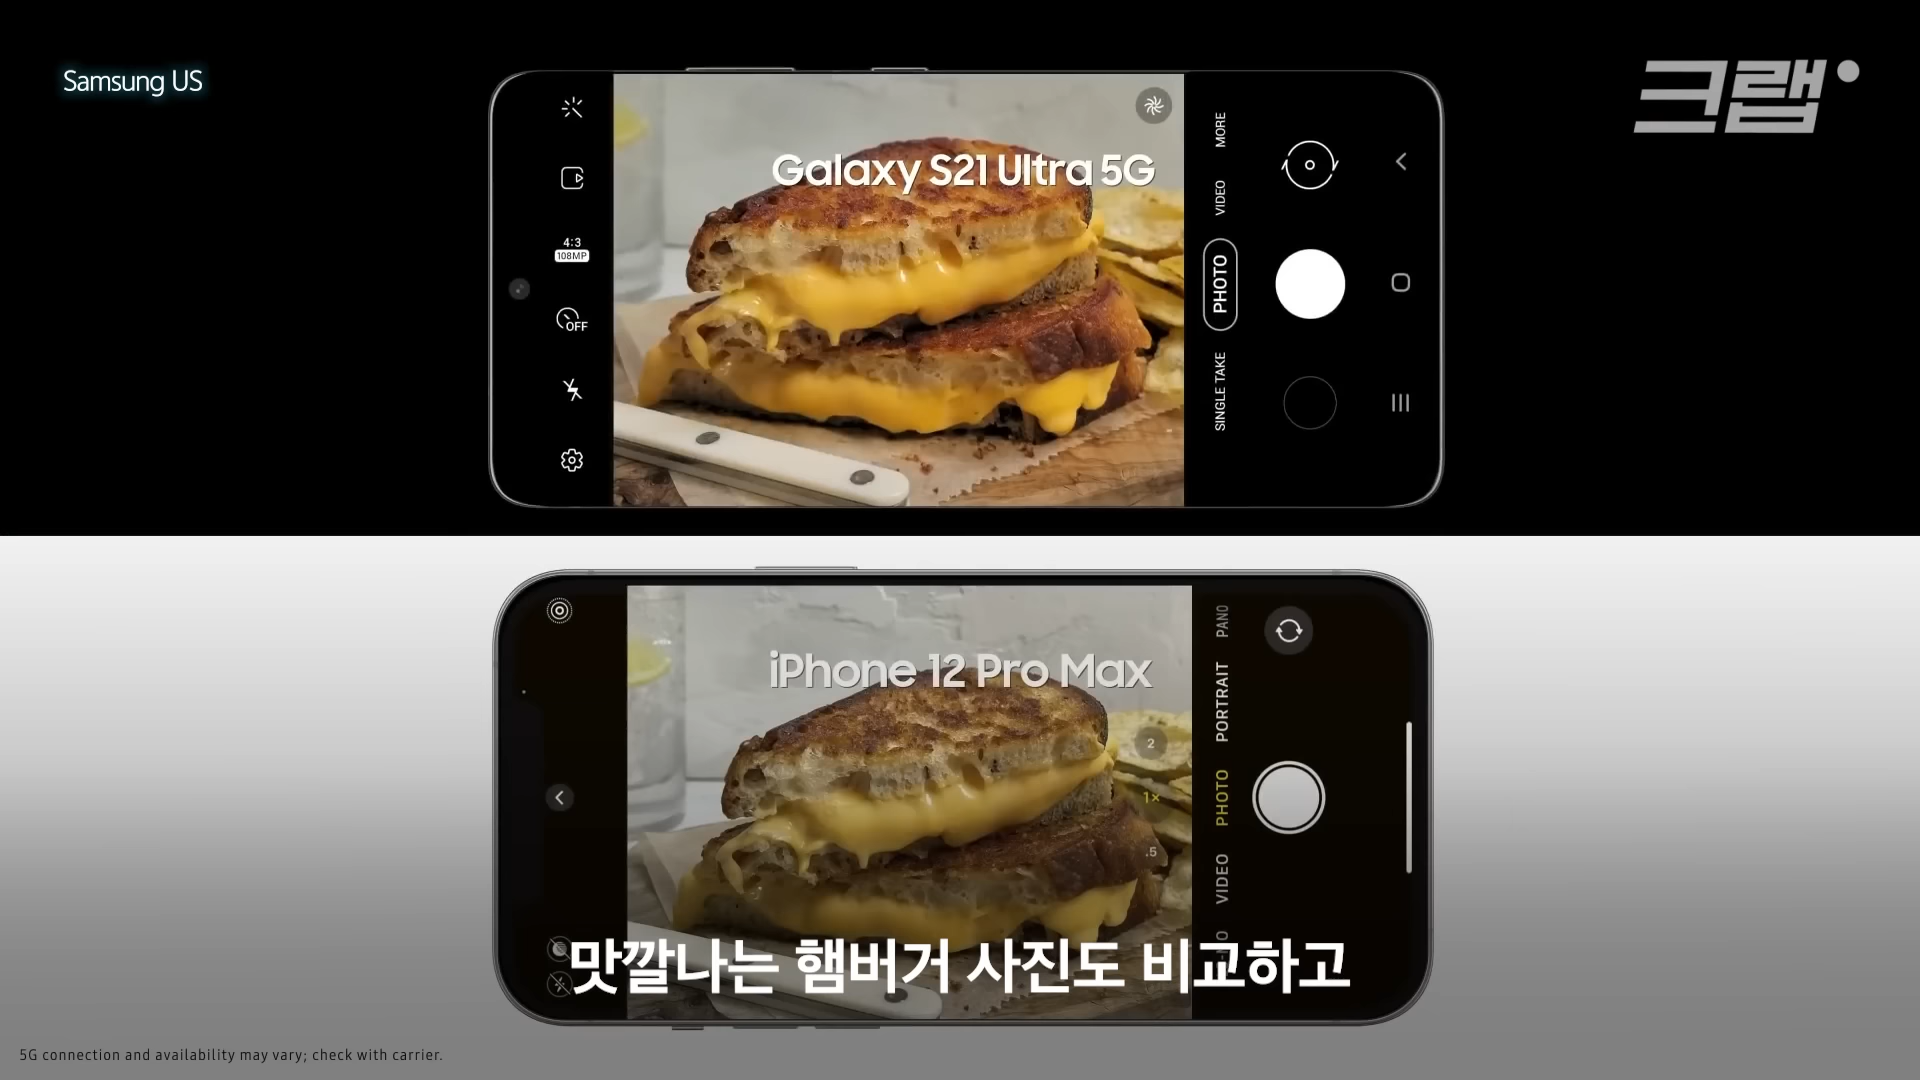 Samsung US
크랩
Galaxy S21 Ultra 5G
4:3
108MP
OFF
MORE
VIDEO
PHOTO
SINGLE TAKE
iPhone 12 Pro Max
2
1×
.5
PANO
PORTRAIT
PHOTO
VIDEO
맛깔나는 햄버거 사진도 비교하고
5G connection and availability may vary; check with carrier.